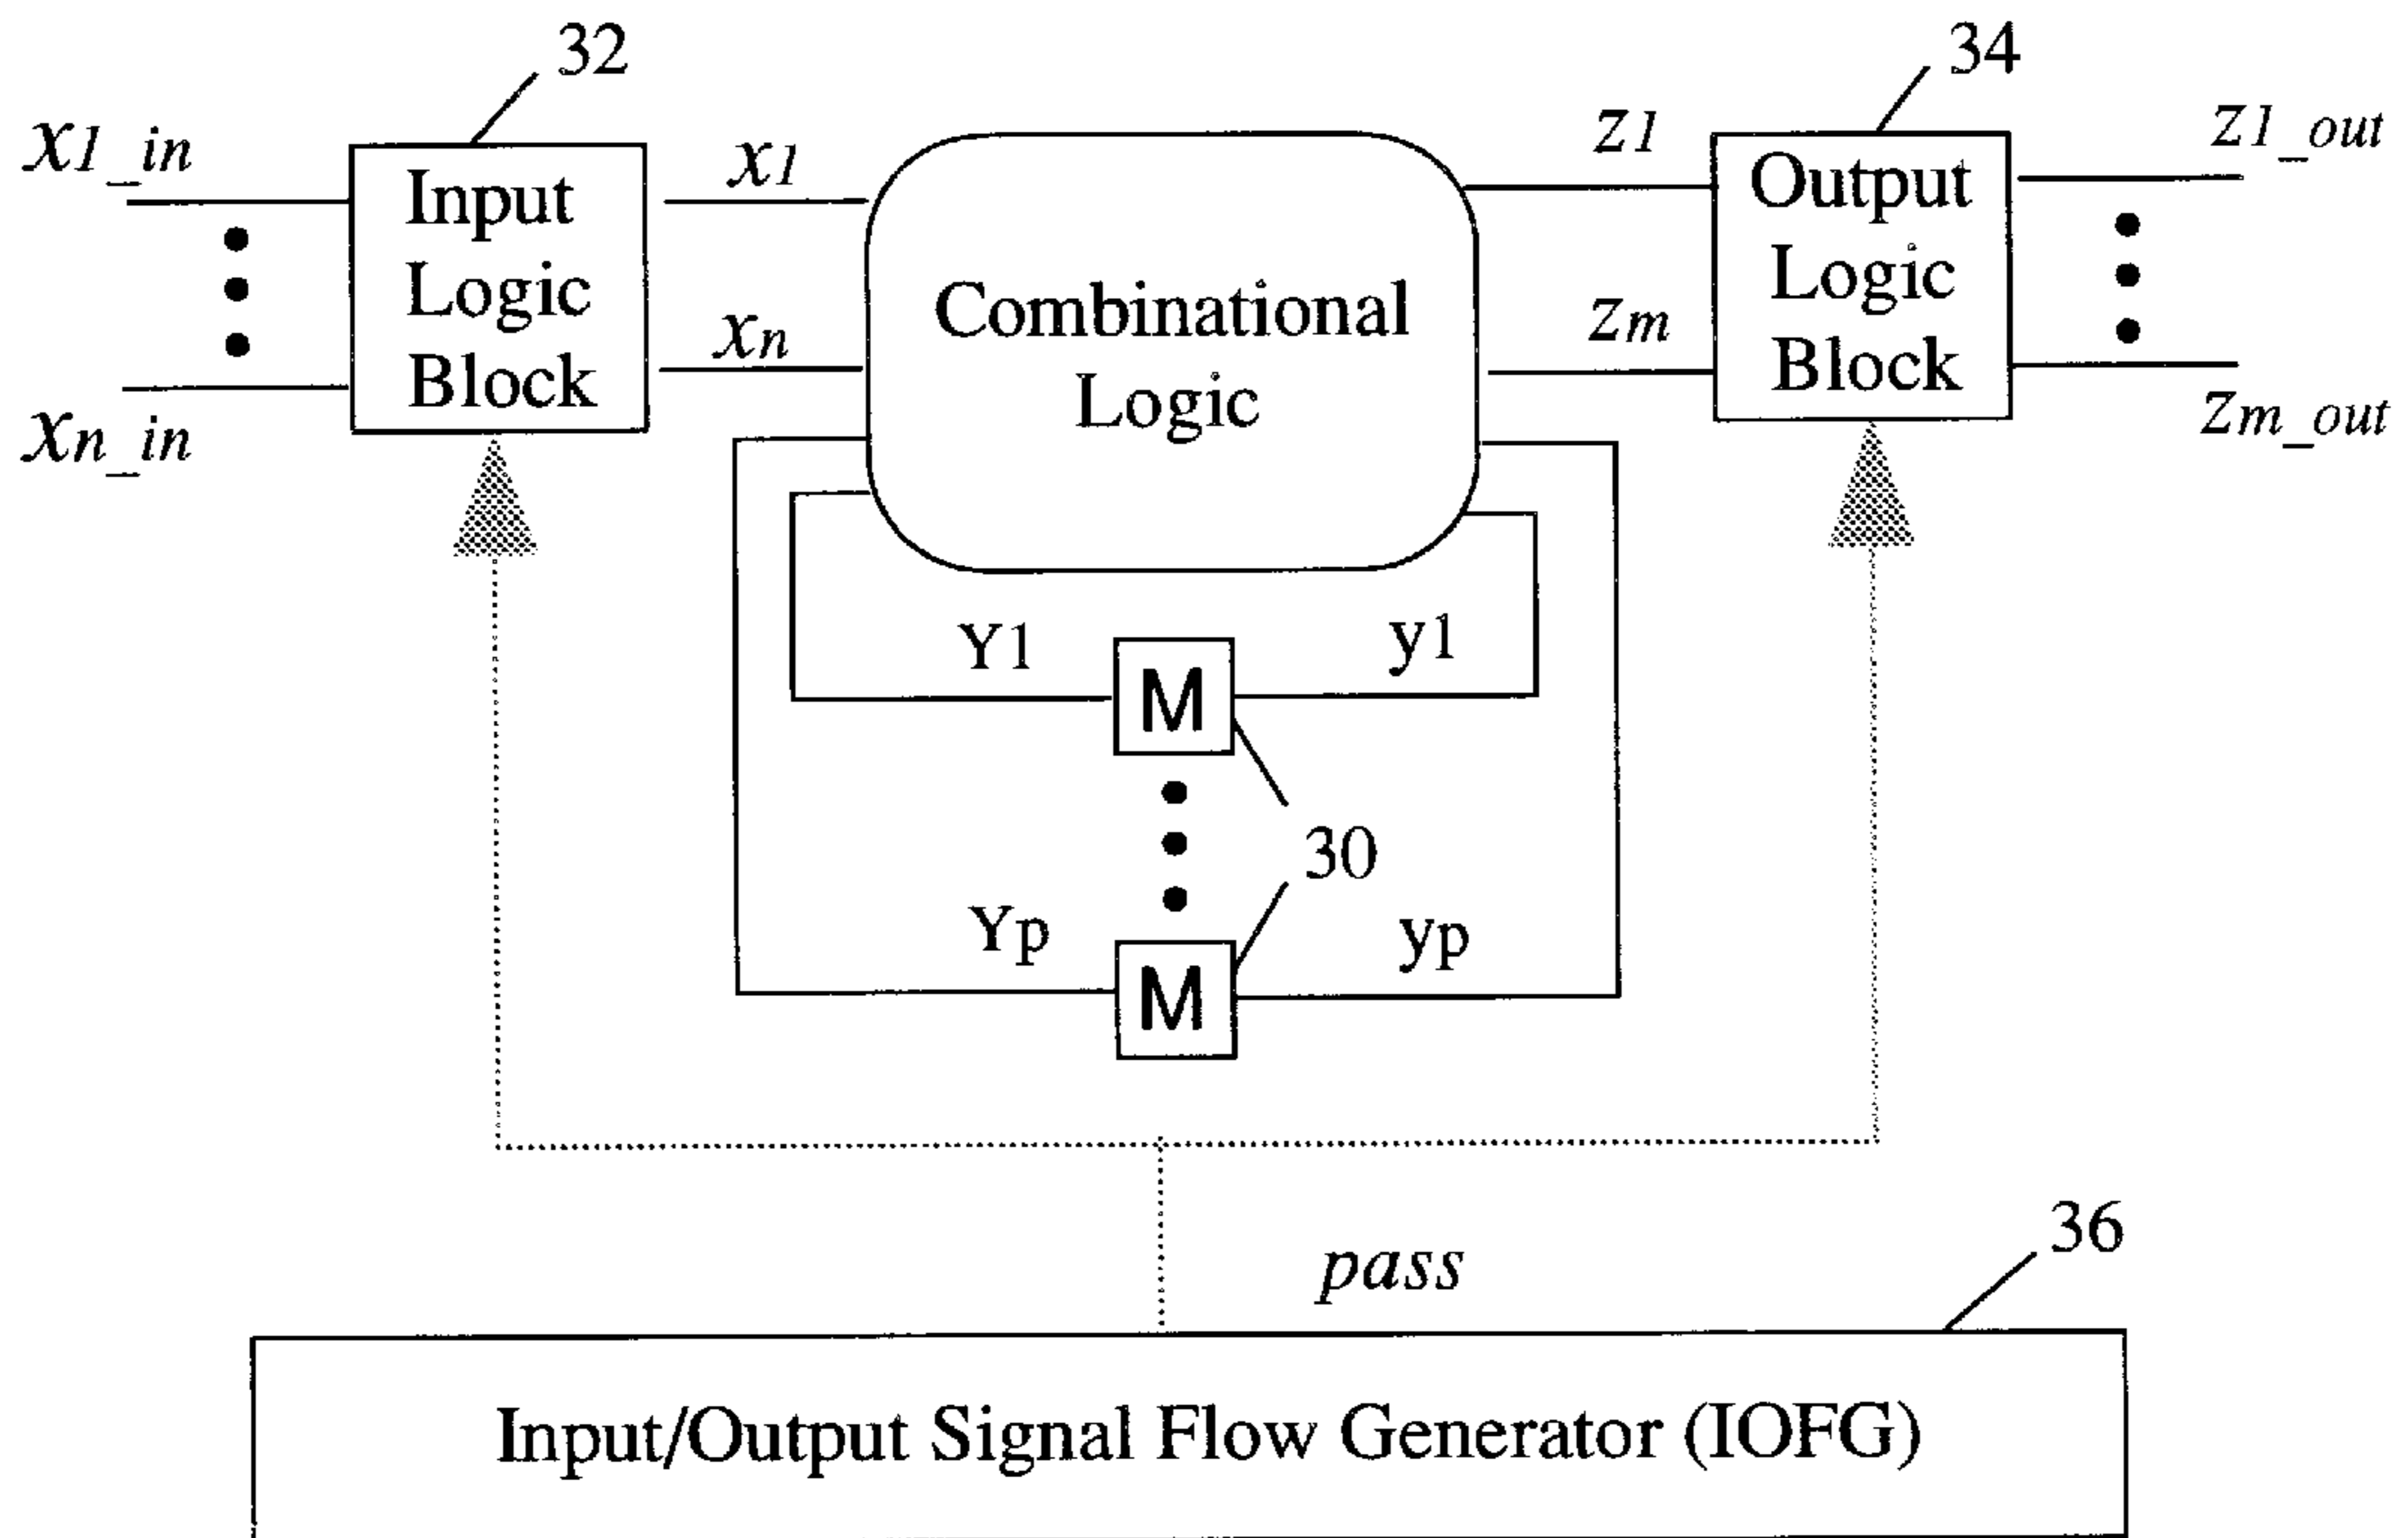 32
34
x1_in
Input
Logic
Block
xn_in
x1
xn
Combinational
Logic
z1
zm
Output
Logic
Block
z1_out
zm_out
Y1
M
y1
30
Yp
M
yp
pass
36
Input/Output Signal Flow Generator (IOFG)